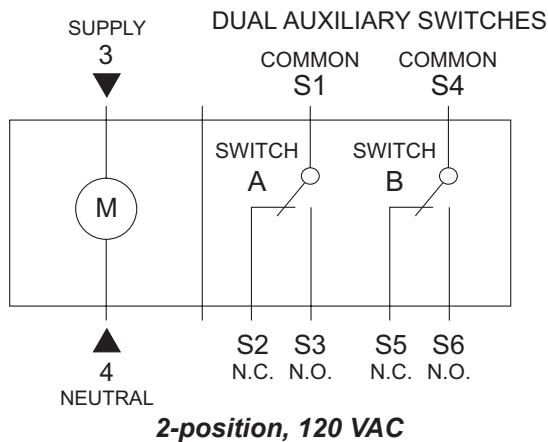 SUPPLY
3
DUAL AUXILIARY SWITCHES
COMMON
S1
COMMON
S4
SWITCH
A
SWITCH
B
M
4
NEUTRAL
S2
N.C.
S3
N.O.
S5
N.C.
S6
N.O.
2-position, 120 VAC